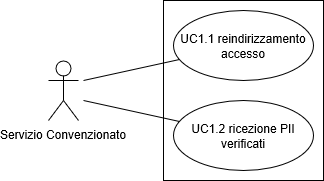 UC1.1 reindirizzamento
accesso
Servizio Convenzionato
UC1.2 ricezione PII
verificati